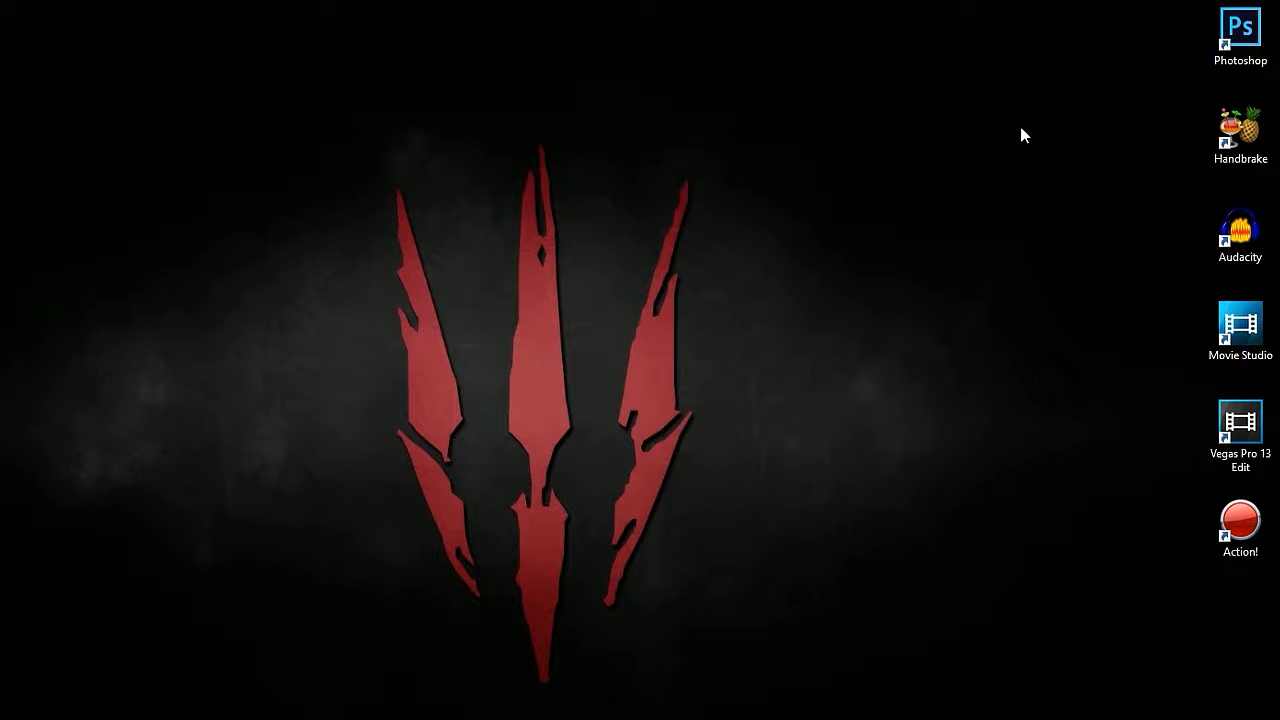 Ps
Photoshop
Handbrake
Audacity
Movie Studio
Vegas Pro 13
Edit
Action!